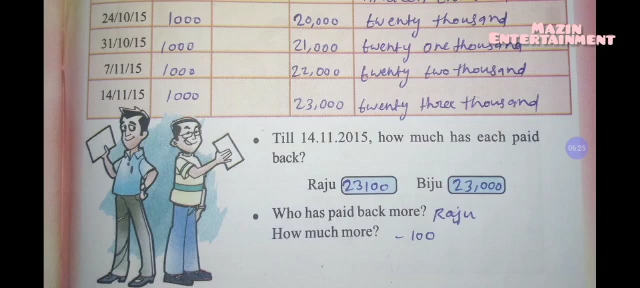 24/10/15 1000 20,000 twenty thousand
31/10/15 1000 21,000 twenty one thousand
7/11/15 1000 22,000 twenty two thousand
14/11/15 1000 23,000 twenty three thousand
MAZIN
ENTERTAINMENT
• Till 14.11.2015, how much has each paid
back?
06:25
Raju 23100 Biju 23,000
• Who has paid back more? Raju
How much more? - 100